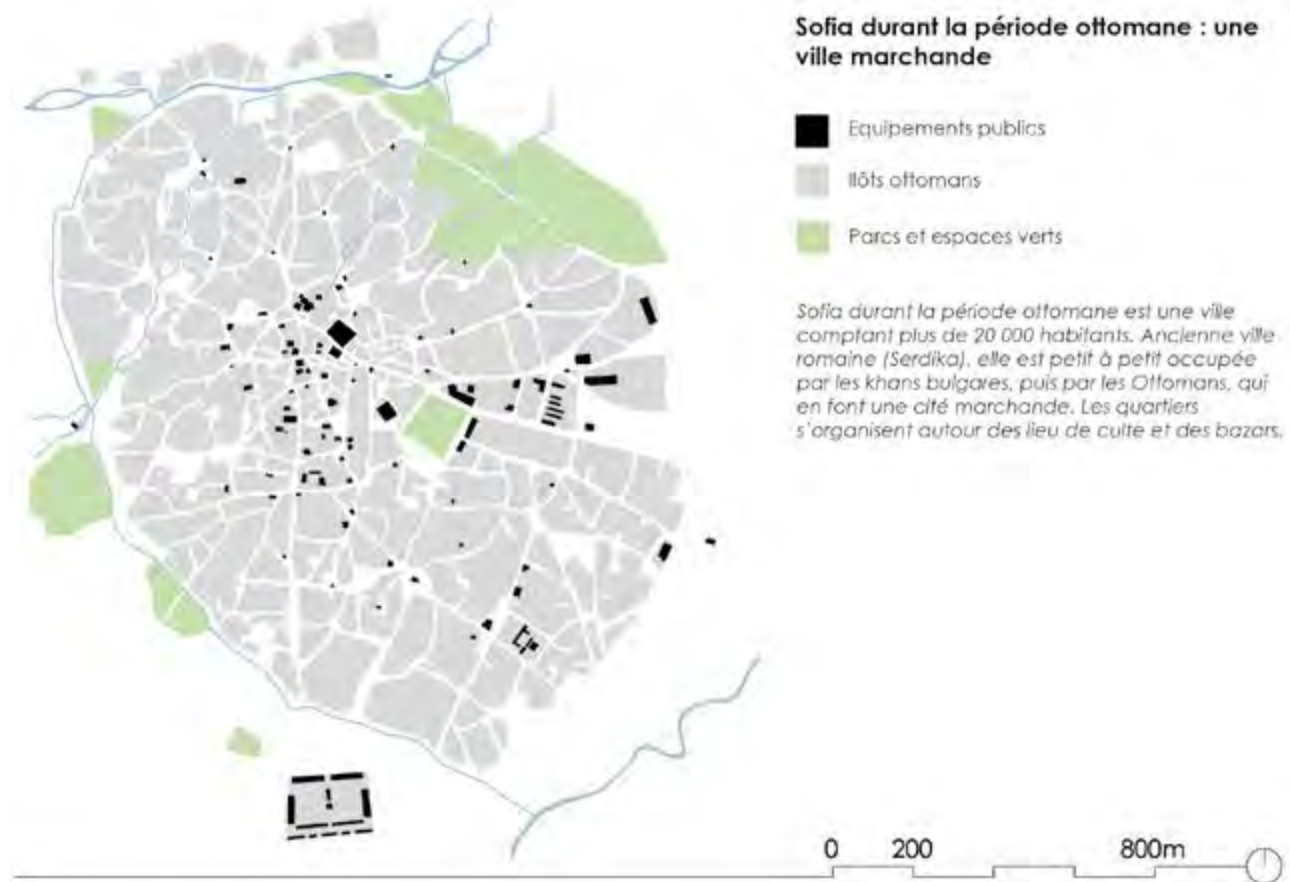 Sofia durant la période ottomane : une
ville marchande
Equipements publics
Ilôts ottomans
Parcs et espaces verts
Sofia durant la période ottomane est une ville
comptant plus de 20 000 habitants. Ancienne ville
romaine (Serdika), elle est petit à petit occupée
par les khans bulgares, puis par les Ottomans, qui
en font une cité marchande. Les quartiers
s'organisent autour des lieu de culte et des bazars.
0 200 800m